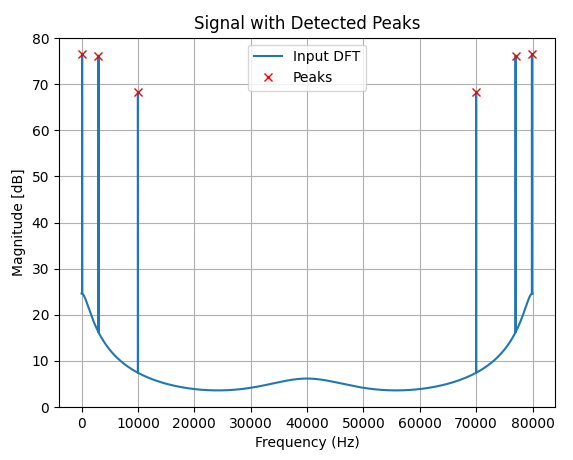 Signal with Detected Peaks
Input DFT
Peaks
Magnitude [dB]
80
70
60
50
40
30
20
10
0
0 10000 20000 30000 40000 50000 60000 70000 80000
Frequency (Hz)